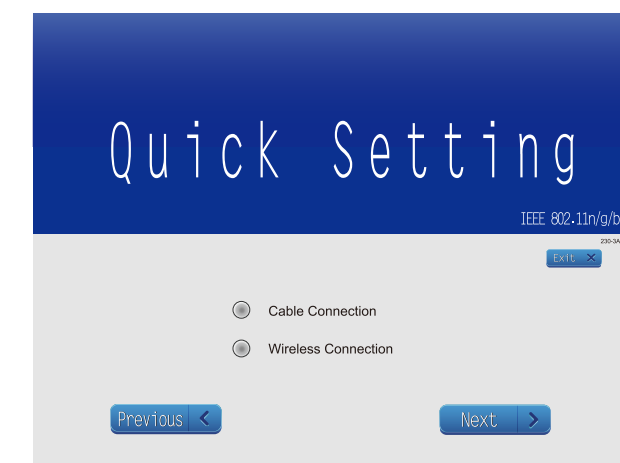 Quick Setting
IEEE 802.11n/g/b
230-3A
Exit
Cable Connection
Wireless Connection
Previous
Next